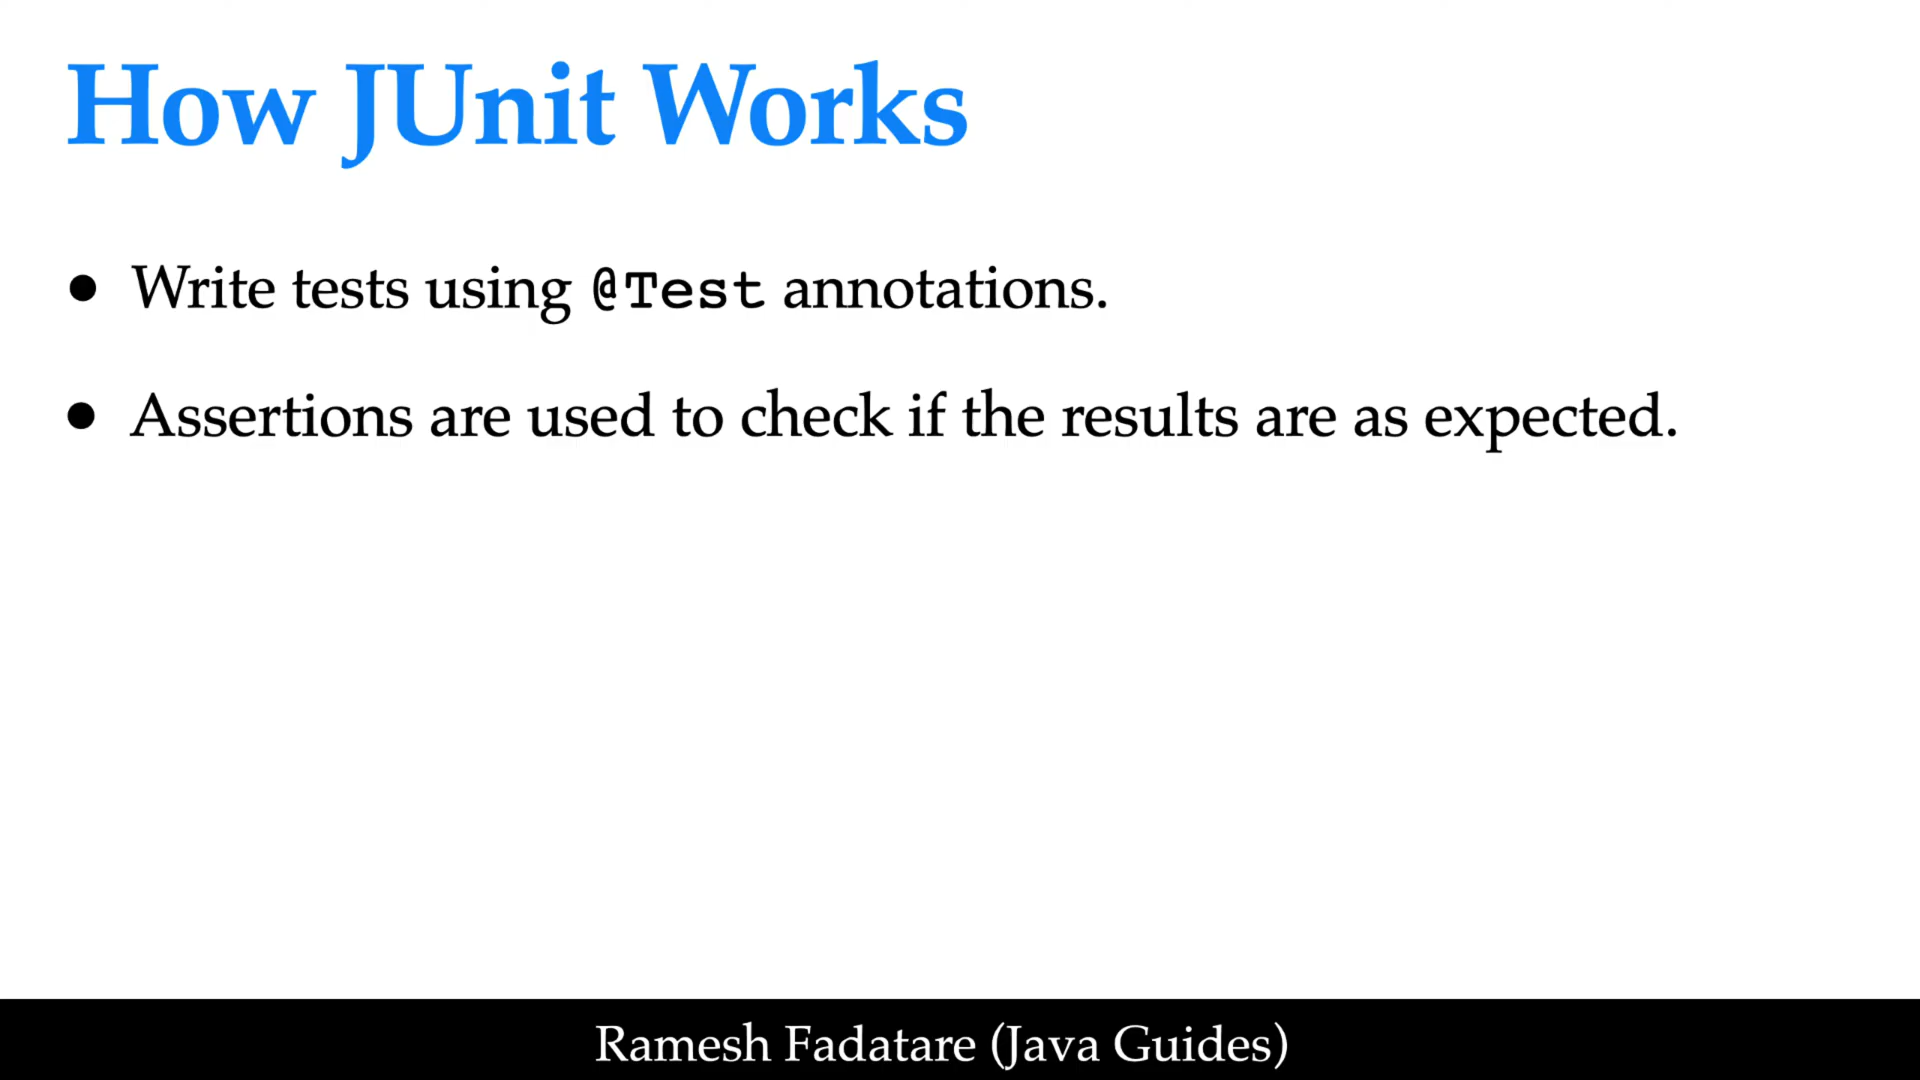 How JUnit Works
• Write tests using @Test annotations.
• Assertions are used to check if the results are as expected.
Ramesh Fadatare (Java Guides)